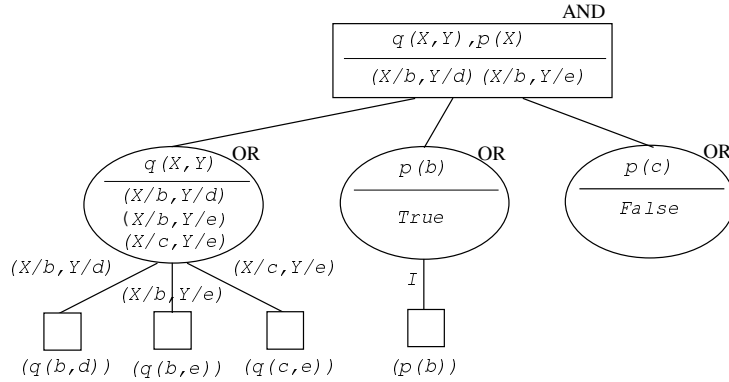 AND
q(X,Y),p(X)
(X/b,Y/d)(X/b,Y/e)
OR
q(X,Y)
(X/b,Y/d)
(X/b,Y/e)
(X/c,Y/e)
OR
p(b)
True
OR
p(c)
False
(X/b,Y/d)
(X/b,Y/e)
(X/c,Y/e)
I
(q(b,d))
(q(b,e))
(q(c,e))
(p(b))